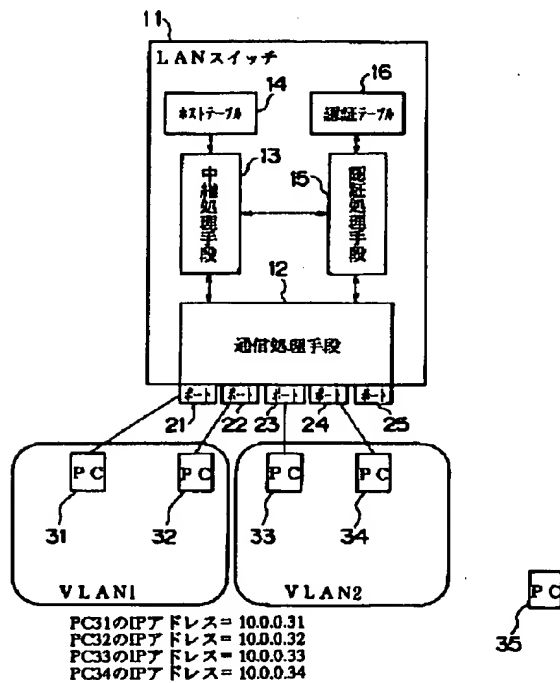 11
LANスイッチ
14
16
ホストテーブル
認証テーブル
13
15
中継処理手段
認証処理手段
12
通信処理手段
ポート
ポート
ポート
ポート
ポート
21
22
23
24
25
PC
PC
PC
PC
31
32
33
34
VLAN1
VLAN2
PC
35
PC31のIPアドレス= 10.0.0.31
PC32のIPアドレス= 10.0.0.32
PC33のIPアドレス= 10.0.0.33
PC34のIPアドレス= 10.0.0.34